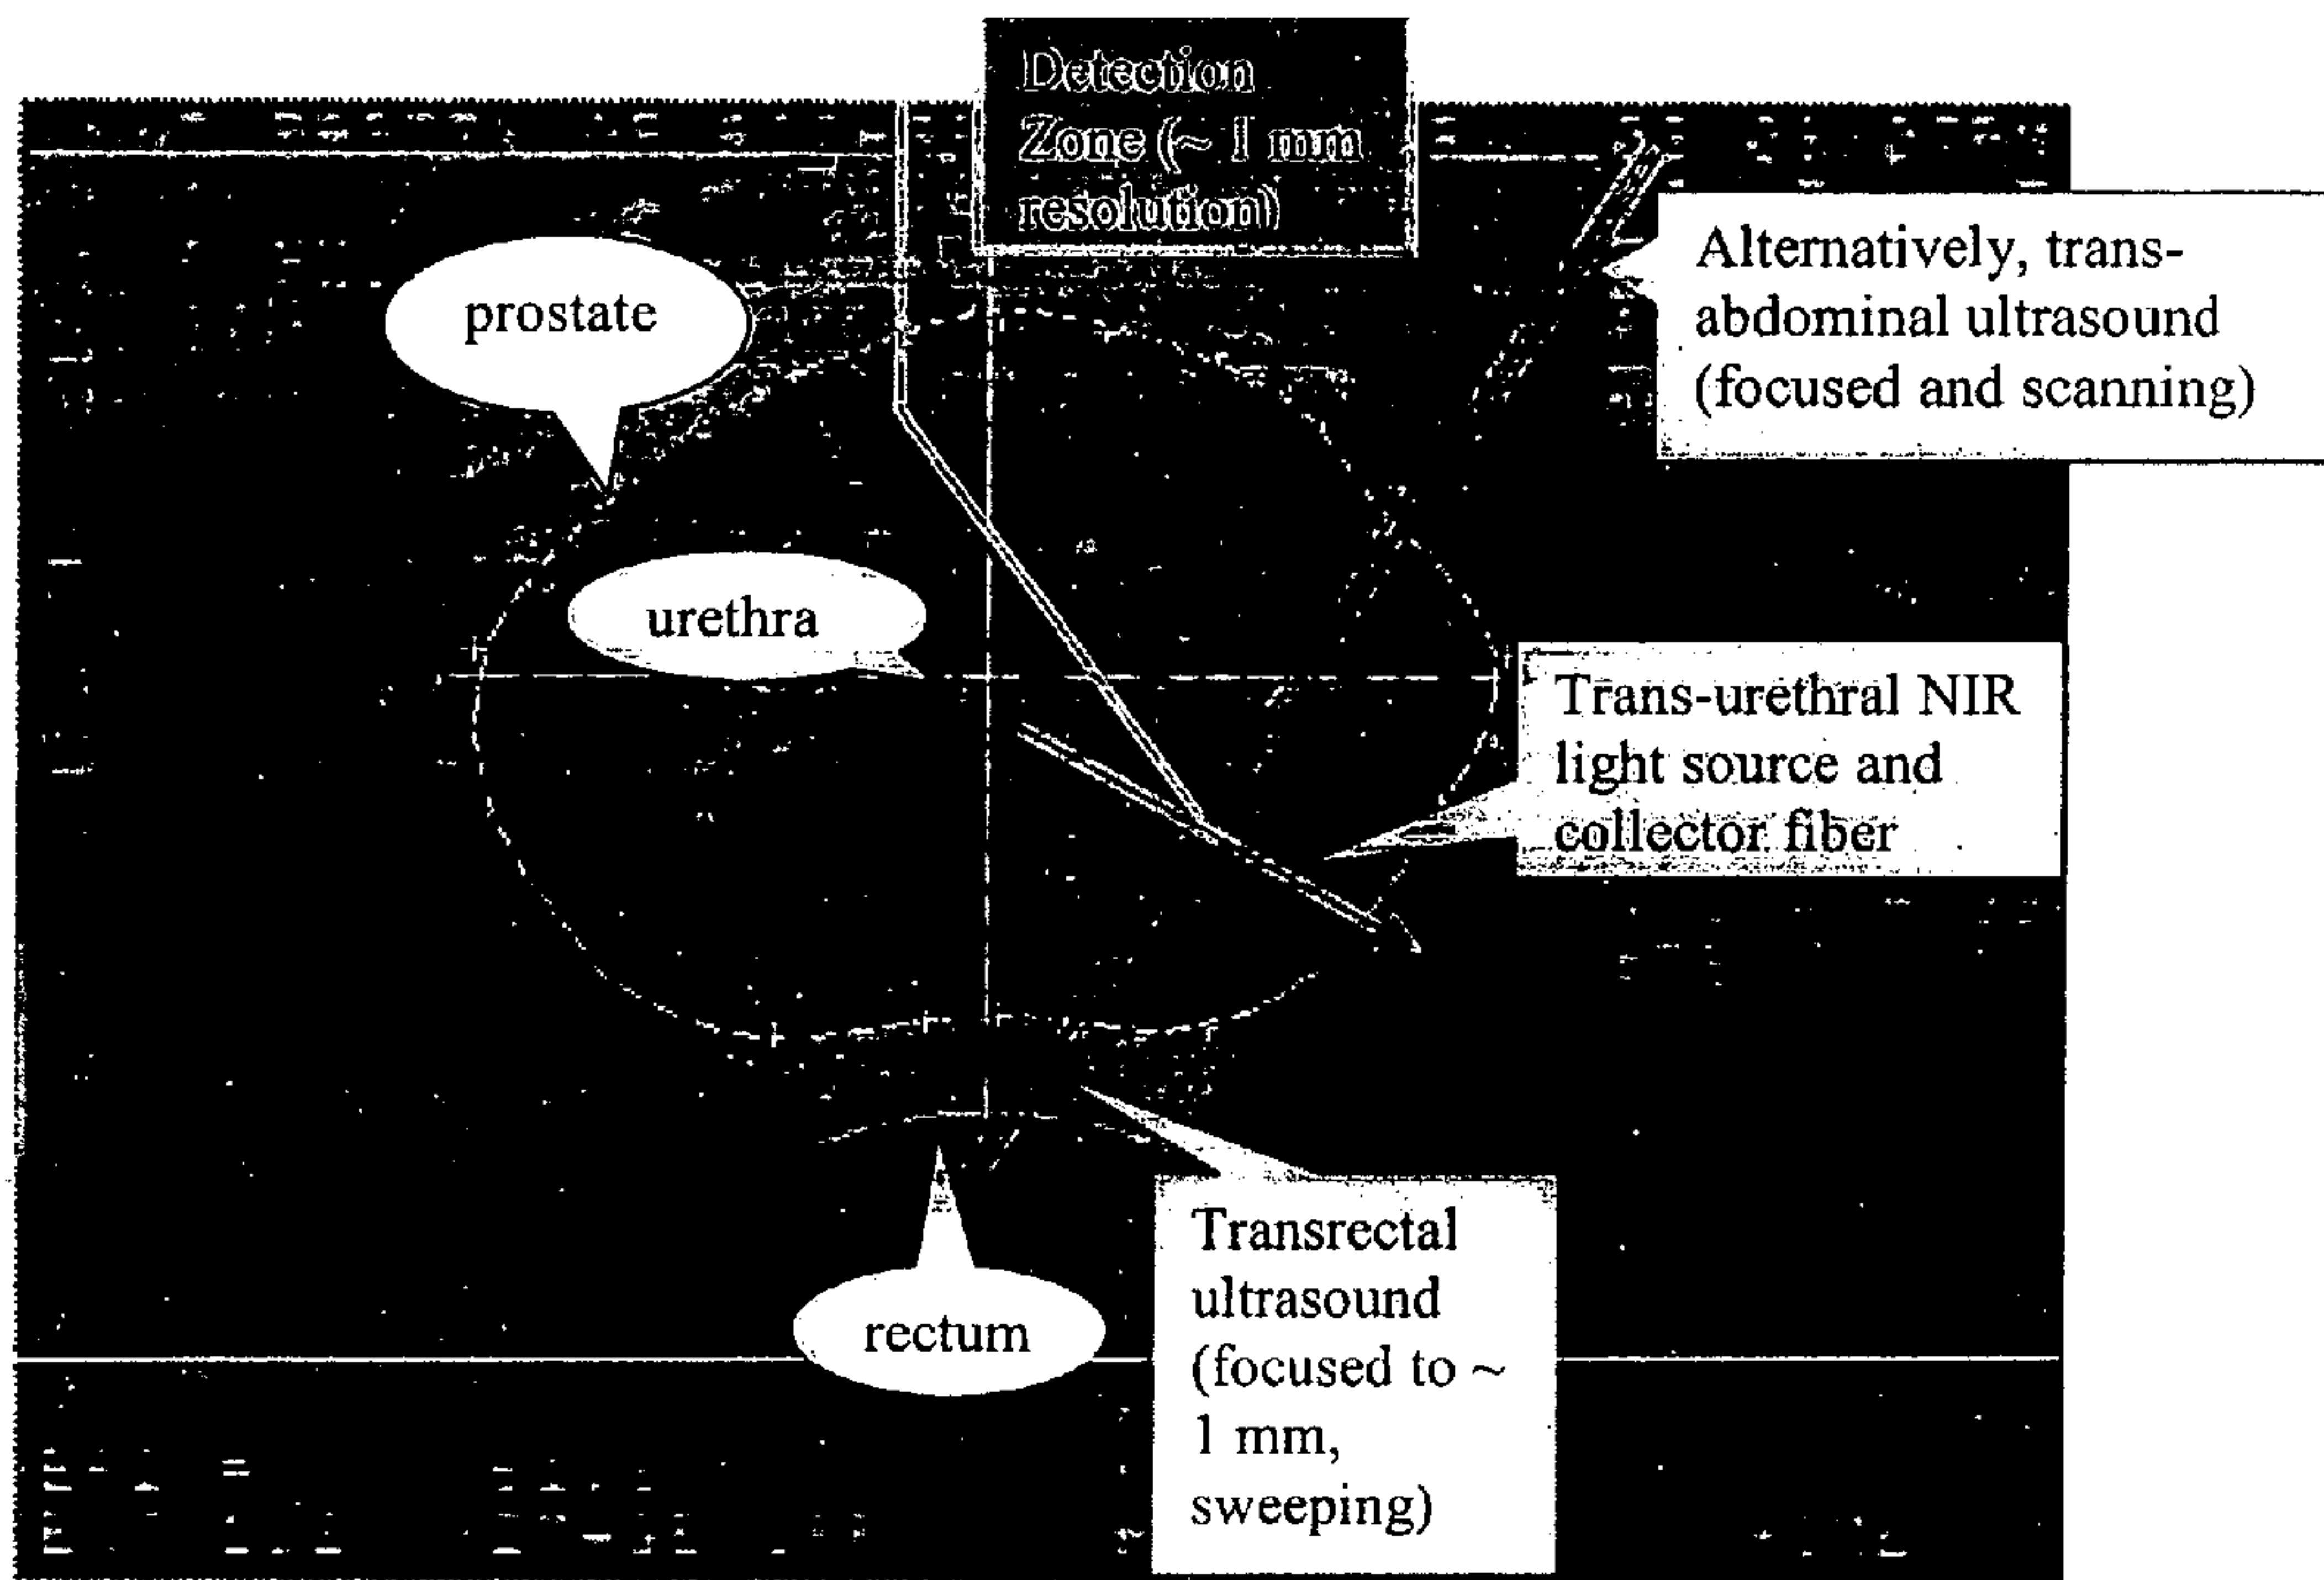 Detection
Zone (~ 1 mm
resolution)
prostate
Alternatively, trans-
abdominal ultrasound
(focused and scanning)
urethra
Trans-urethral NIR
light source and
collector fiber
Transrectal
ultrasound
(focused to ~
1 mm,
sweeping)
rectum